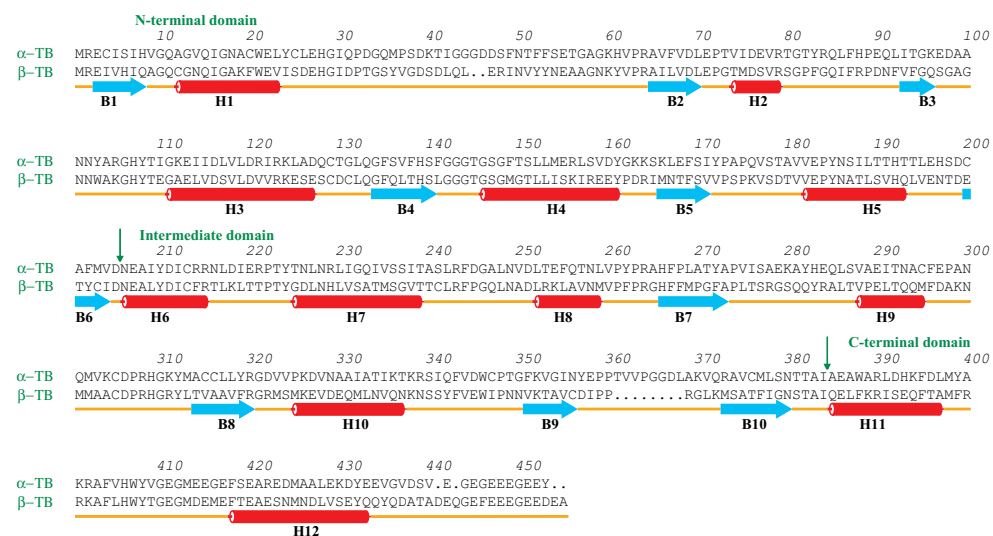 N-terminal domain
10 20 30 40 50 60 70 80 90 100
α–TB MRECISIHVGQAGVQIGNACWELYCLEHGIQPDGQMPSDKTIGGGDDSFNTFFSETGAGKHVPRAVFVDLEPTVIDEVRTGTYRQLFHPEQLITGKEDAA
β–TB MREIVHIQAGQCGNQIGAKFWEVISDEHGIDPTGSYVGDSDLQL..ERINVYYNEAAGNKYVPRAILVDLEPGTMDSVRSGPFGQIFRPDNFVFGQSGAG
B1 H1 B2 H2 B3
110 120 130 140 150 160 170 180 190 200
α–TB NNYARGHYTIGKEIIDLVLDRIRKLADQCTGLQGFSVFHSFGGGTGSGFTSLLMERLSVDYGKKSKLEFSIYPAPQVSTAVVEPYNSILTTHTTLEHSDC
β–TB NNWAKGHYTEGAELVDSVLDVVRKESESCDCLQGFQLTHSLGGGTGSGMGTLLISKIREEYPDRIMNTFSVVPSPKVSDTVVEPYNATLSVHQLVENTDE
H3 B4 H4 B5 H5
Intermediate domain
210 220 230 240 250 260 270 280 290 300
α–TB AFMVDNEAIYDICRRNLDIERPTYTNLNRLIGQIVSSITASLRFDGALNVDLTEFQTNLVPYPRAHFPLATYAPVISAEKAYHEQLSVAEITNACFEPAN
β–TB TYCIDNEALYDICFRTLKLTTPTYGDLNHLVSATMSGVTTCLRFPGQLNADLRKLAVNMVPFPRGHFFMPGFAPLTSRGSQQYRALTVPELTQQMFDAKN
B6 H6 H7 H8 B7 H9
C-terminal domain
310 320 330 340 350 360 370 380 390 400
α–TB QMVKCDPRHGKYMACCLLYRGDVVPKDVNAAIATIKTKRSIQFVDWCPTGFKVGINYEPPTVVPGGDLAKVQRAVCMLSNTTAIAEAWARLDHKFDLMYA
β–TB MMAACDPRHGRYLTVAAVFRGRMSMKEVDEQMLNVQNKNSSYFVEWIPNNVKTAVCDIPP........RGLKMSATFIGNSTAIQELFKRISEQFTAMFR
B8 H10 B9 B10 H11
410 420 430 440 450
α–TB KRAFVHWYVGEGMEEGEFSEAREDMAALEKDYEEVGVDSV.E.GEGEEEGEEY..
β–TB RKAFLHWYTGEGMDEMEFTEAESNMNDLVSEYQQYQDATADEQGEFEEEGEEDEA
H12